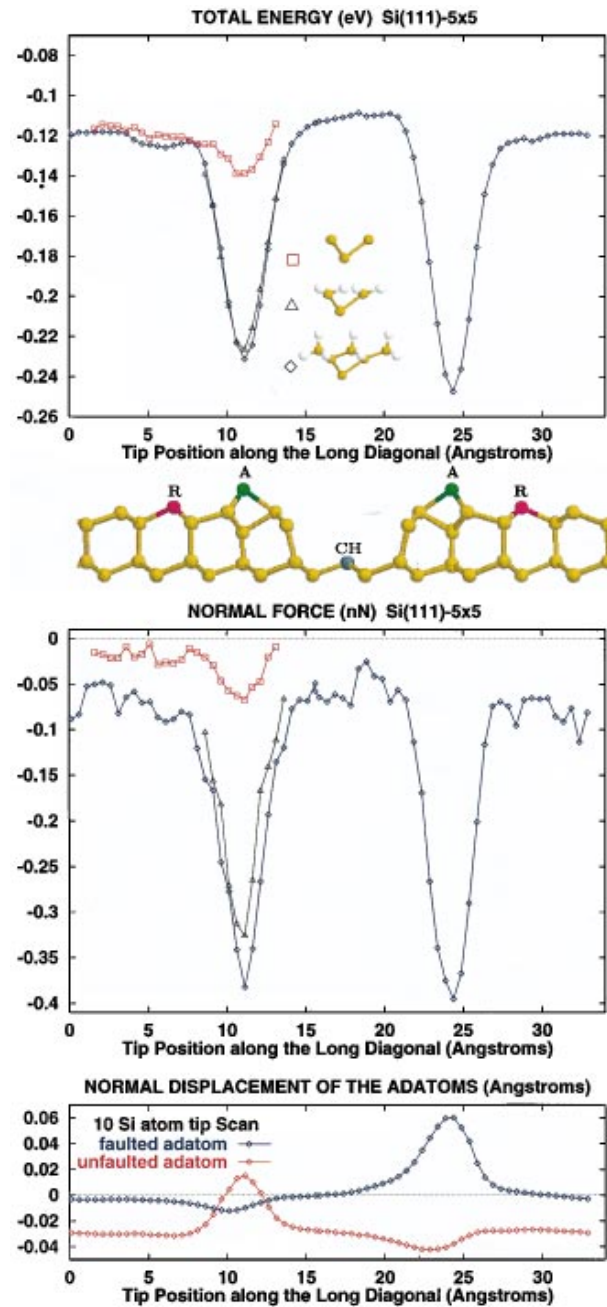 TOTAL ENERGY (eV) Si(111)-5x5
-0.1
-0.12
-0.14
-0.16
-0.18
-0.2
-0.22
-0.24
-0.26
0 5 10 15 20 25 30
Tip Position along the Long Diagonal (Angstroms)
A A
R R
CH
NORMAL FORCE (nN) Si(111)-5x5
0
-0.05
-0.1
-0.15
-0.2
-0.25
-0.3
-0.35
-0.4
0 5 10 15 20 25 30
Tip Position along the Long Diagonal (Angstroms)
NORMAL DISPLACEMENT OF THE ADATOMS (Angstroms)
0.06
10 Si atom tip Scan
0.04
faulted adatom
0.02
unfaulted adatom
0
-0.02
-0.04
0 5 10 15 20 25 30
Tip Position along the Long Diagonal (Angstroms)